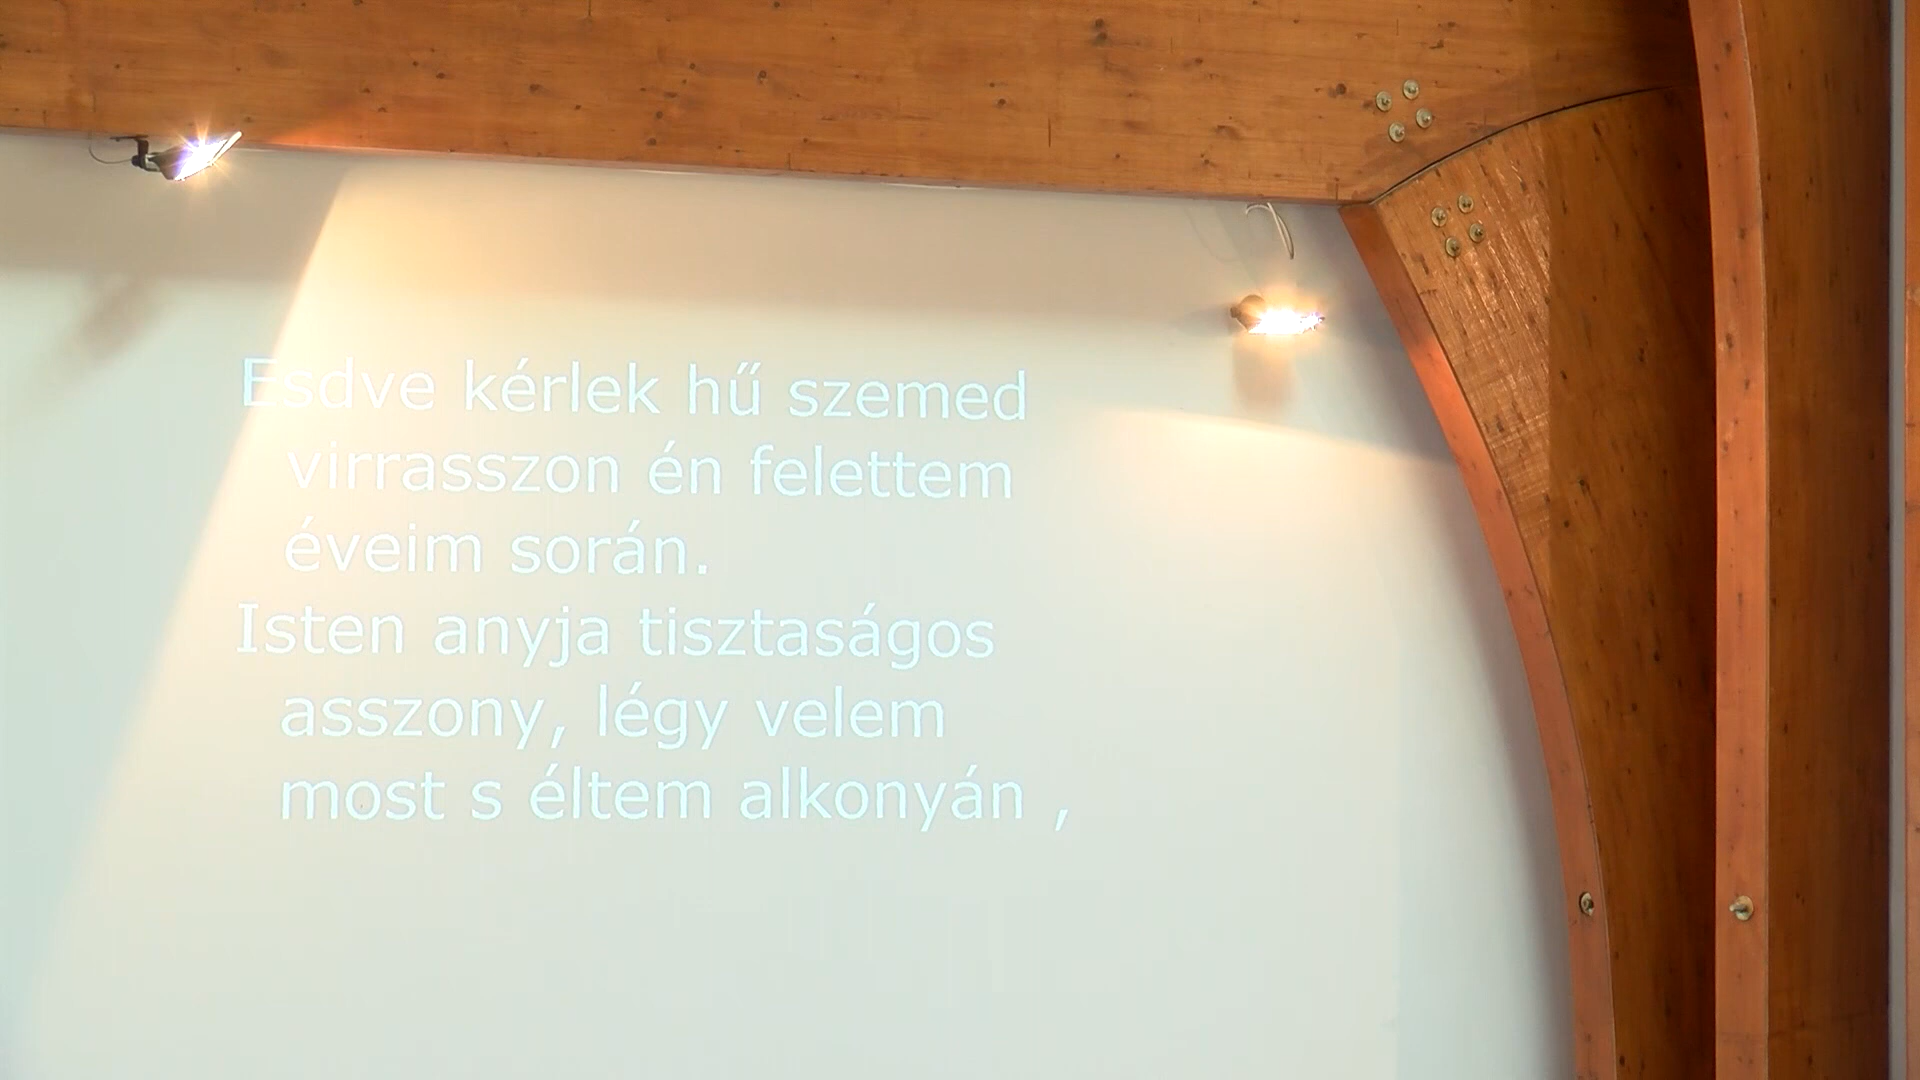 Esdve kérlek hű szemed
virrasszon én felettem
éveim során.
Isten anyja tisztaságos
asszony, légy velem
most s éltem alkonyán ,